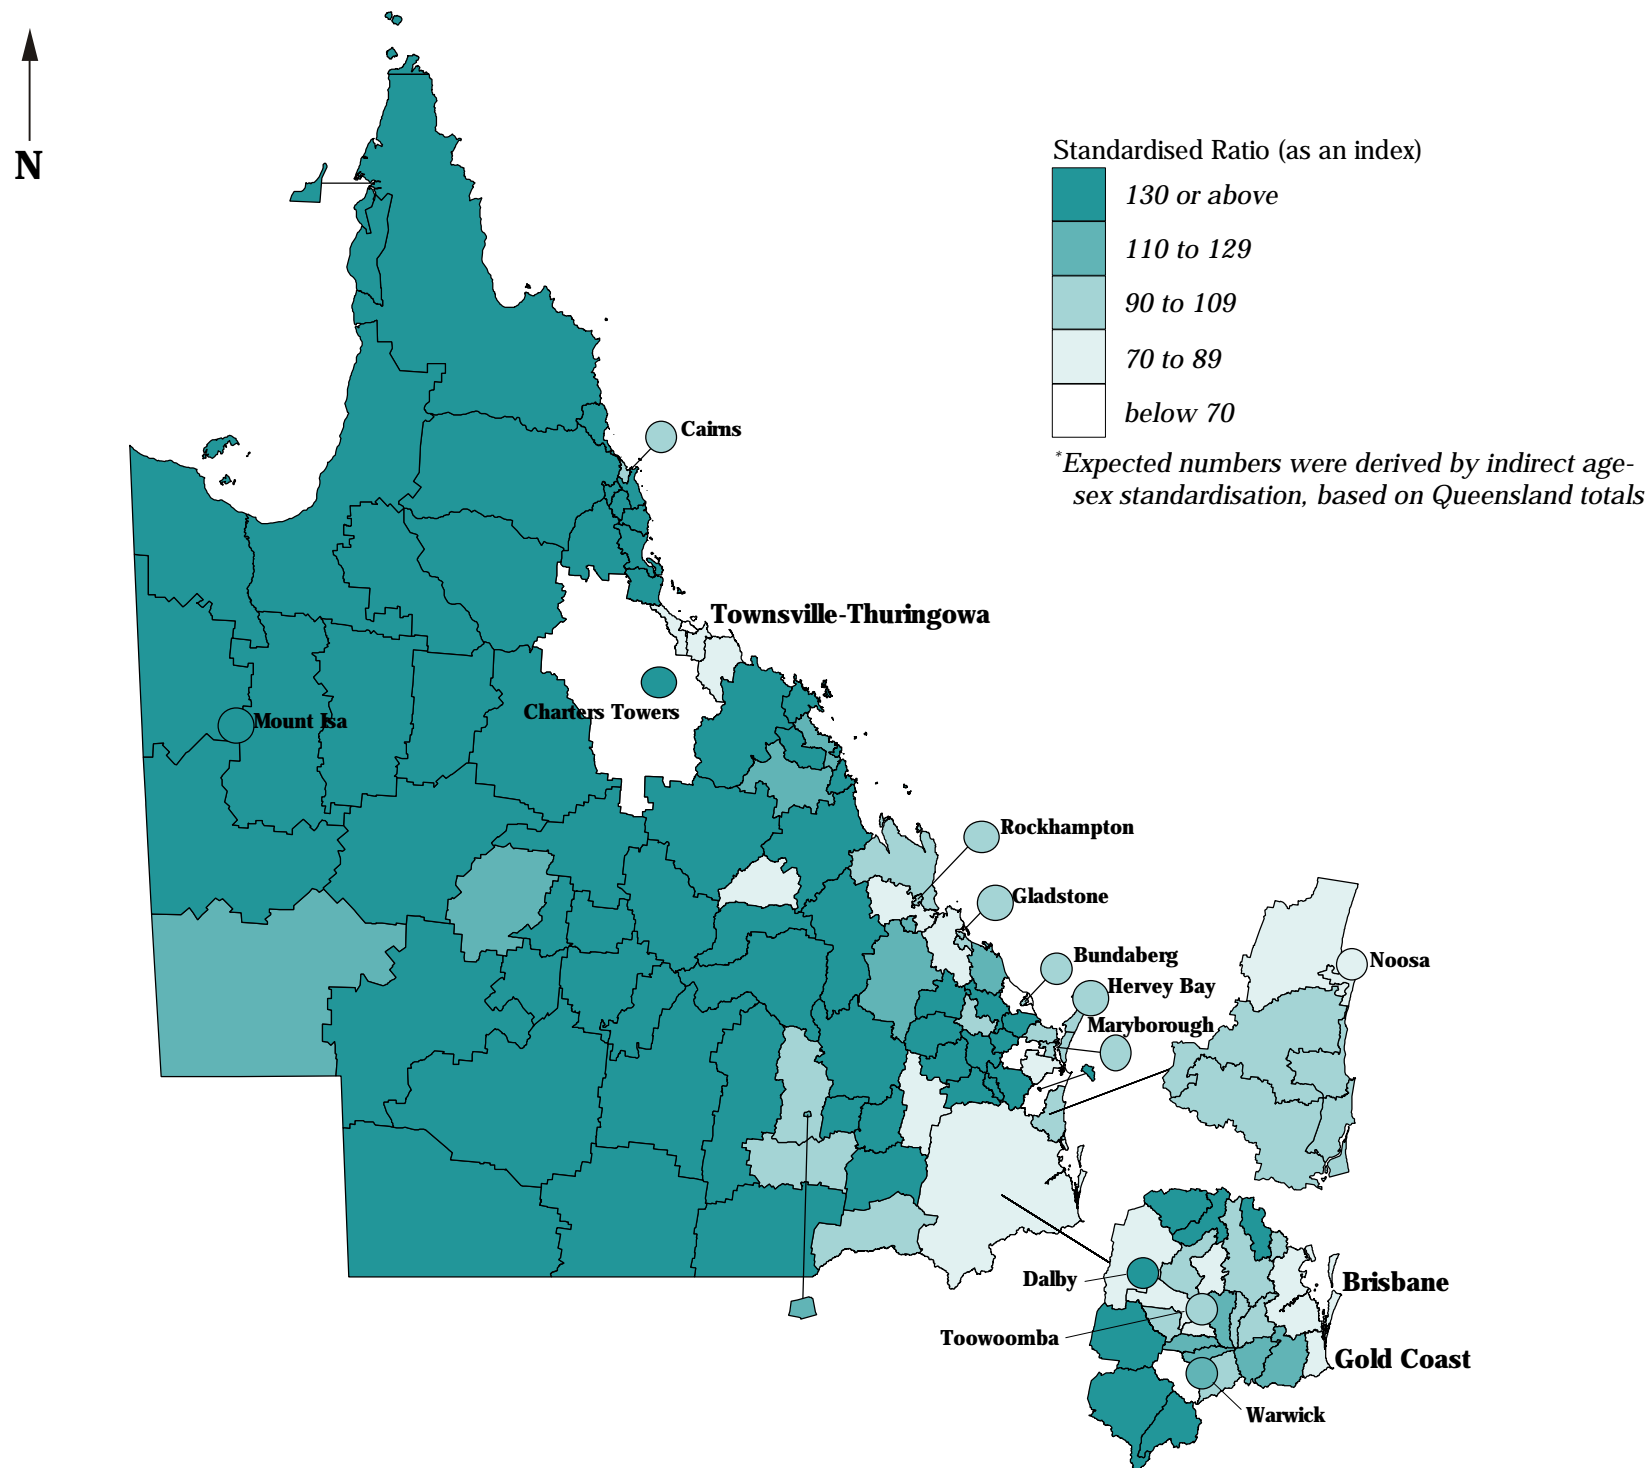 N
Standardised Ratio (as an index)
130 or above
110 to 129
90 to 109
70 to 89
below 70
*Expected numbers were derived by indirect age-
sex standardisation, based on Queensland totals
Cairns
Townsville-Thuringowa
Charters Towers
Mount Isa
Rockhampton
Gladstone
Bundaberg
Hervey Bay
Maryborough
Noosa
Dalby
Brisbane
Toowoomba
Gold Coast
Warwick